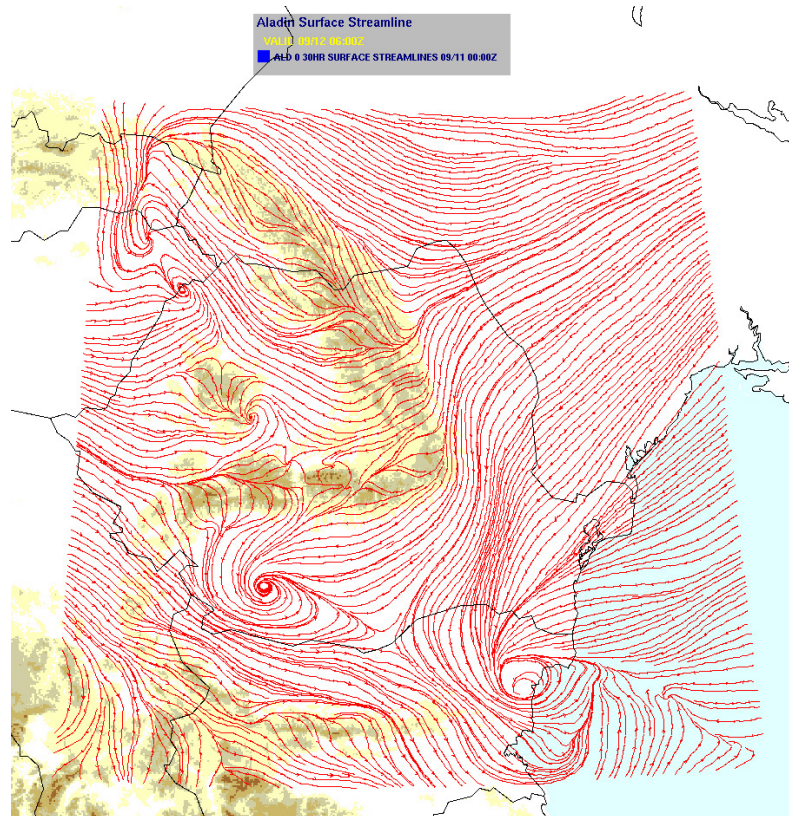 Aladin Surface Streamline
VALID 09/12 06:00Z
ALD 0 30HR SURFACE STREAMLINES 09/11 00:00Z